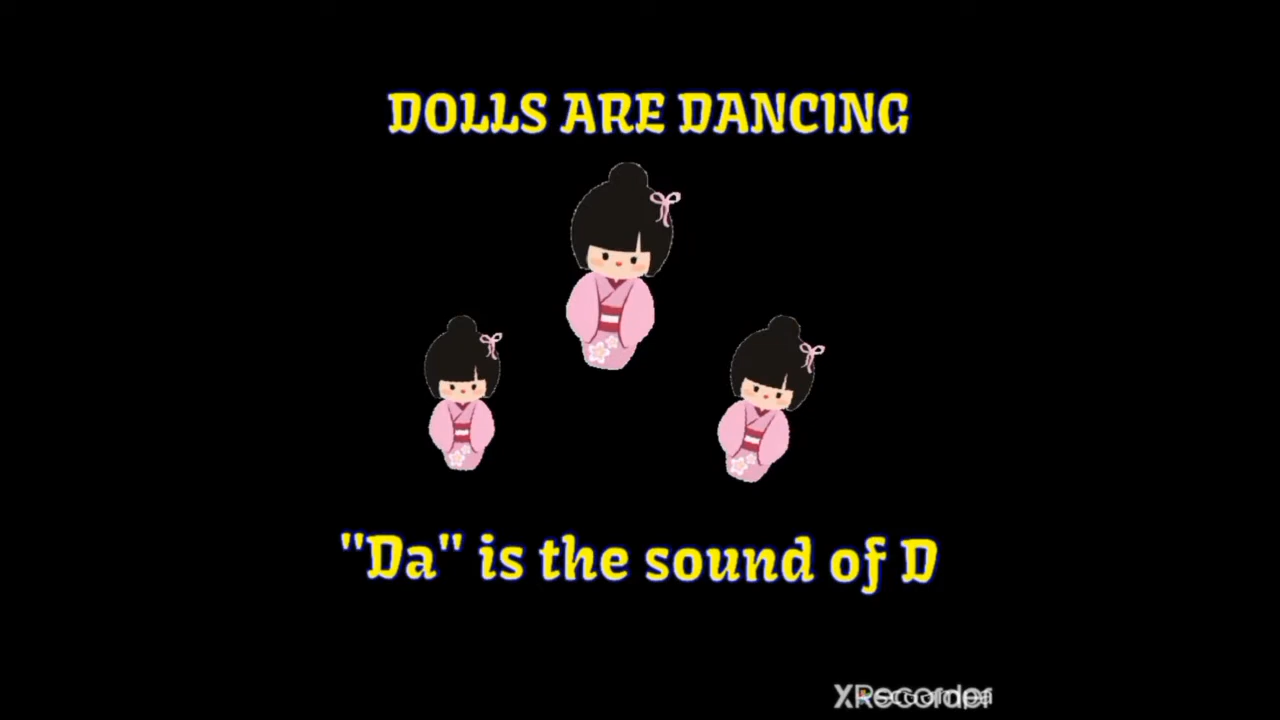 DOLLS ARE DANCING
"Da" is the sound of D
XRecorder